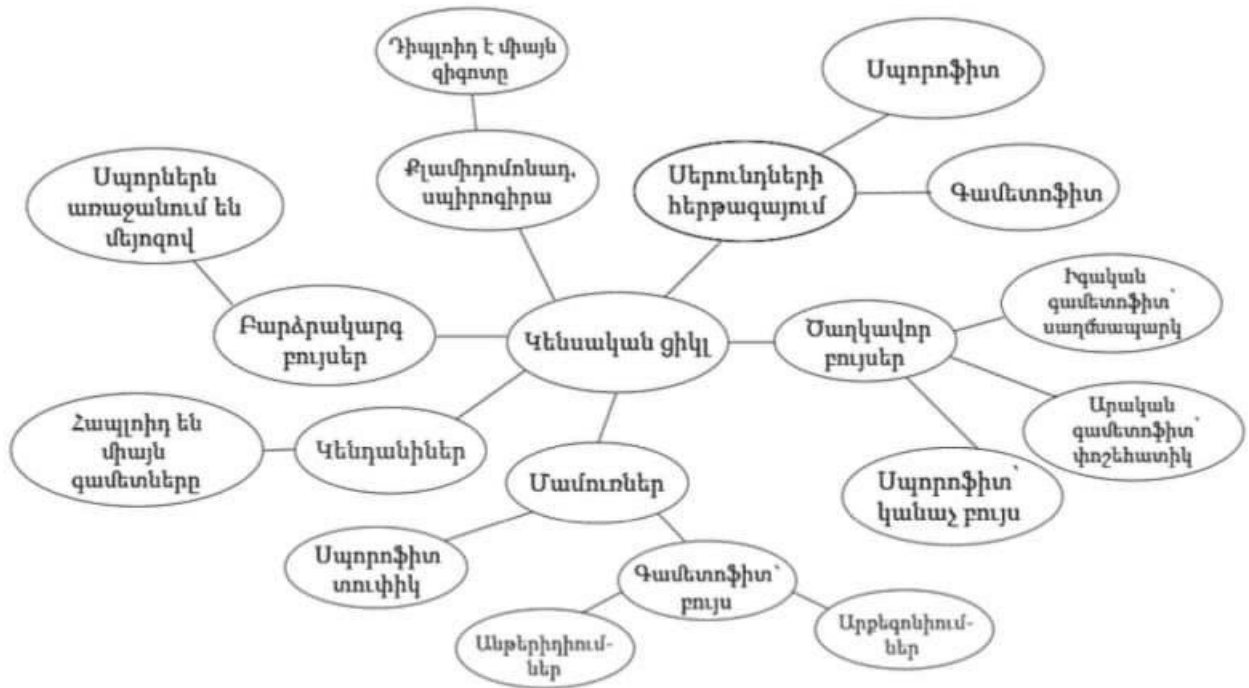 Դիպլոիդ է միայն
զիգոտը
Սպորոֆիտ
Քլամիդոմոնադ,
սպիրոգիրա
Սերունդների
հերթագայում
Գամետոֆիտ
Սպորներն
առաջանում են
մեյոզով
Բարձրակարգ
բույսեր
Կենսական ցիկլ
Ծաղկավոր
բույսեր
Իգական
գամետոֆիտ՝
սաղմնապարկ
Արական
գամետոֆիտ՝
փոշեհատիկ
Սպորոֆիտ՝
կանաչ բույս
Հապլոիդ են
միայն
գամետները
Կենդանիներ
Մամուռներ
Սպորոֆիտ
տուփիկ
Գամետոֆիտ՝
բույս
Անթերիդիում-
ներ
Արքեգոնիում-
ներ